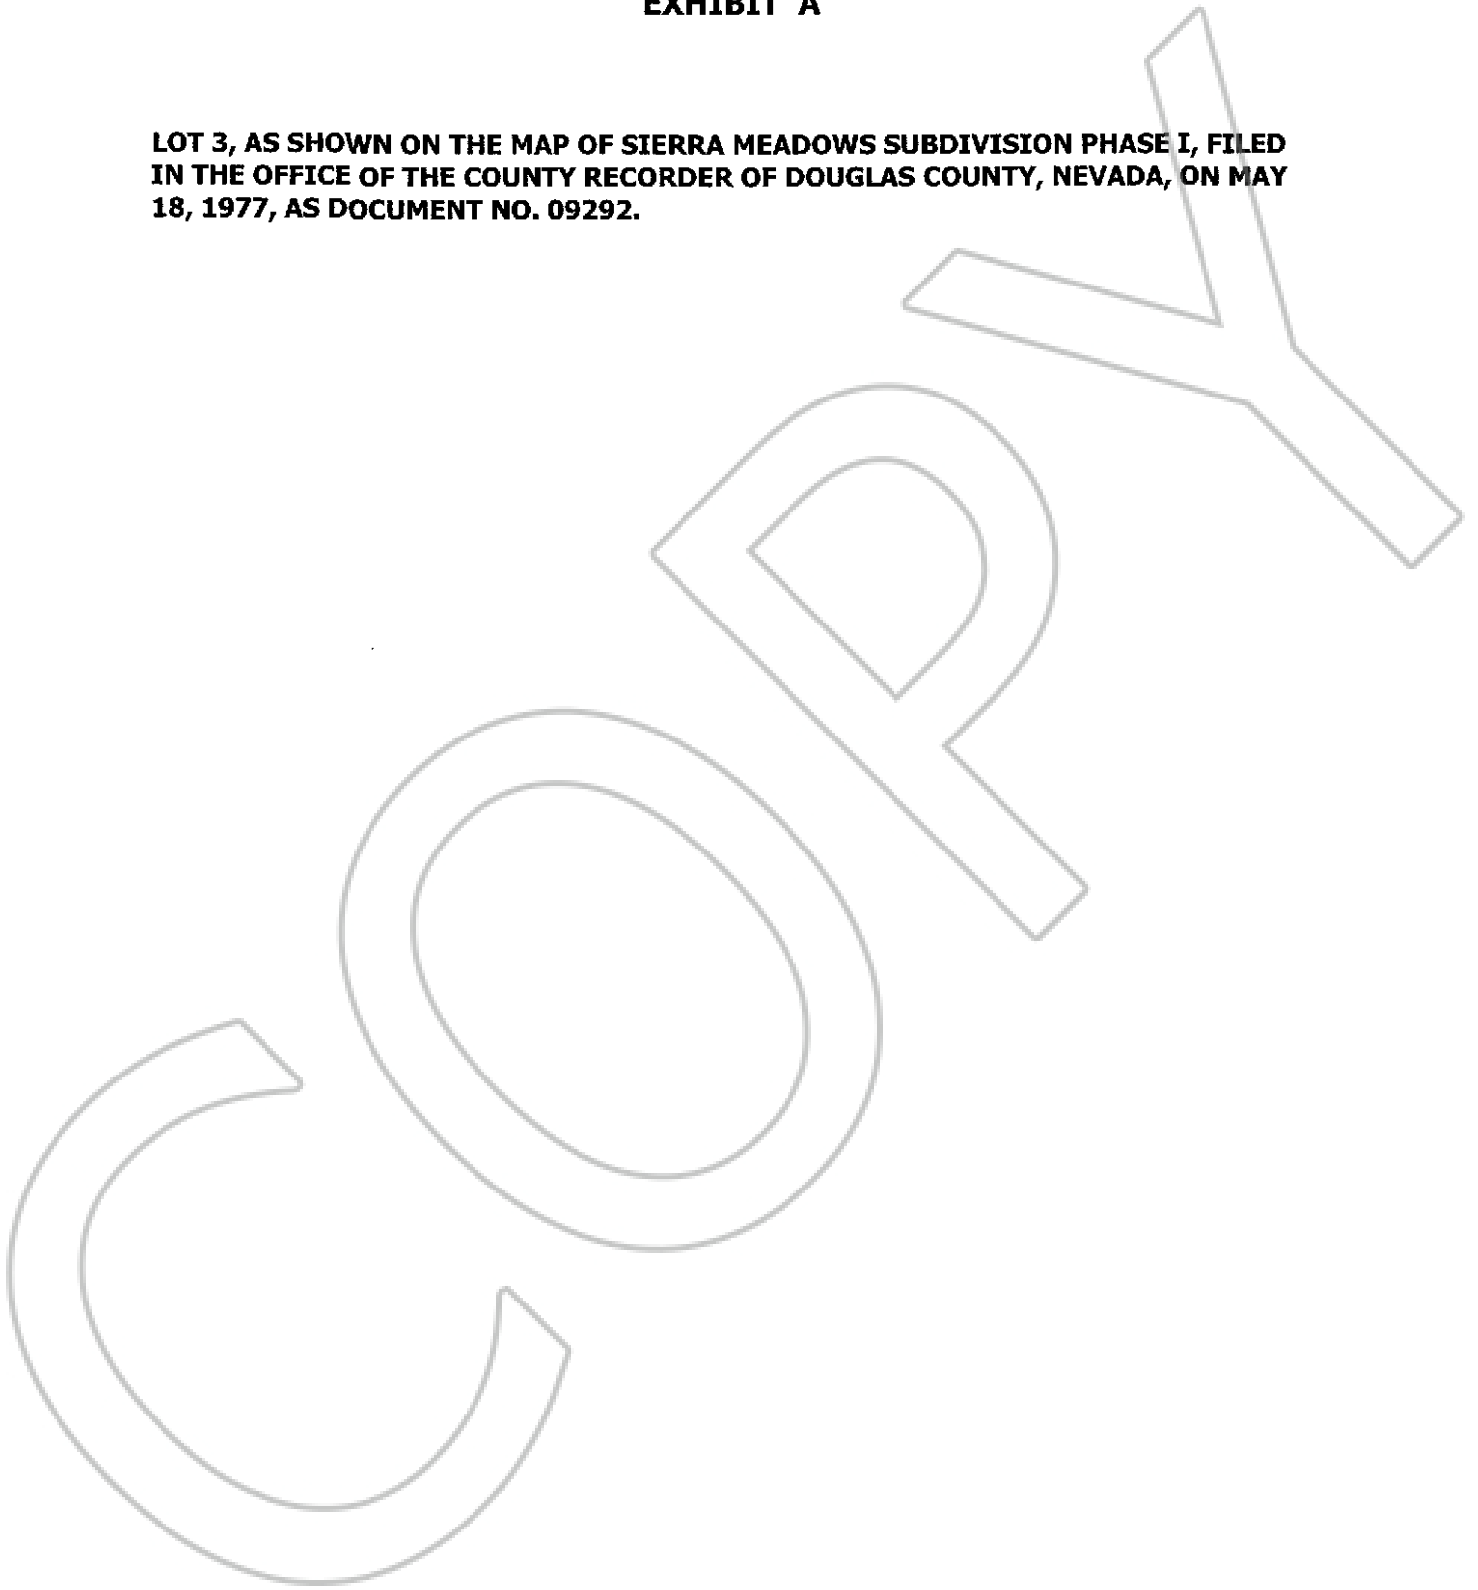 EXHIBIT A
LOT 3, AS SHOWN ON THE MAP OF SIERRA MEADOWS SUBDIVISION PHASE I, FILED
IN THE OFFICE OF THE COUNTY RECORDER OF DOUGLAS COUNTY, NEVADA, ON MAY
18, 1977, AS DOCUMENT NO. 09292.
COPY